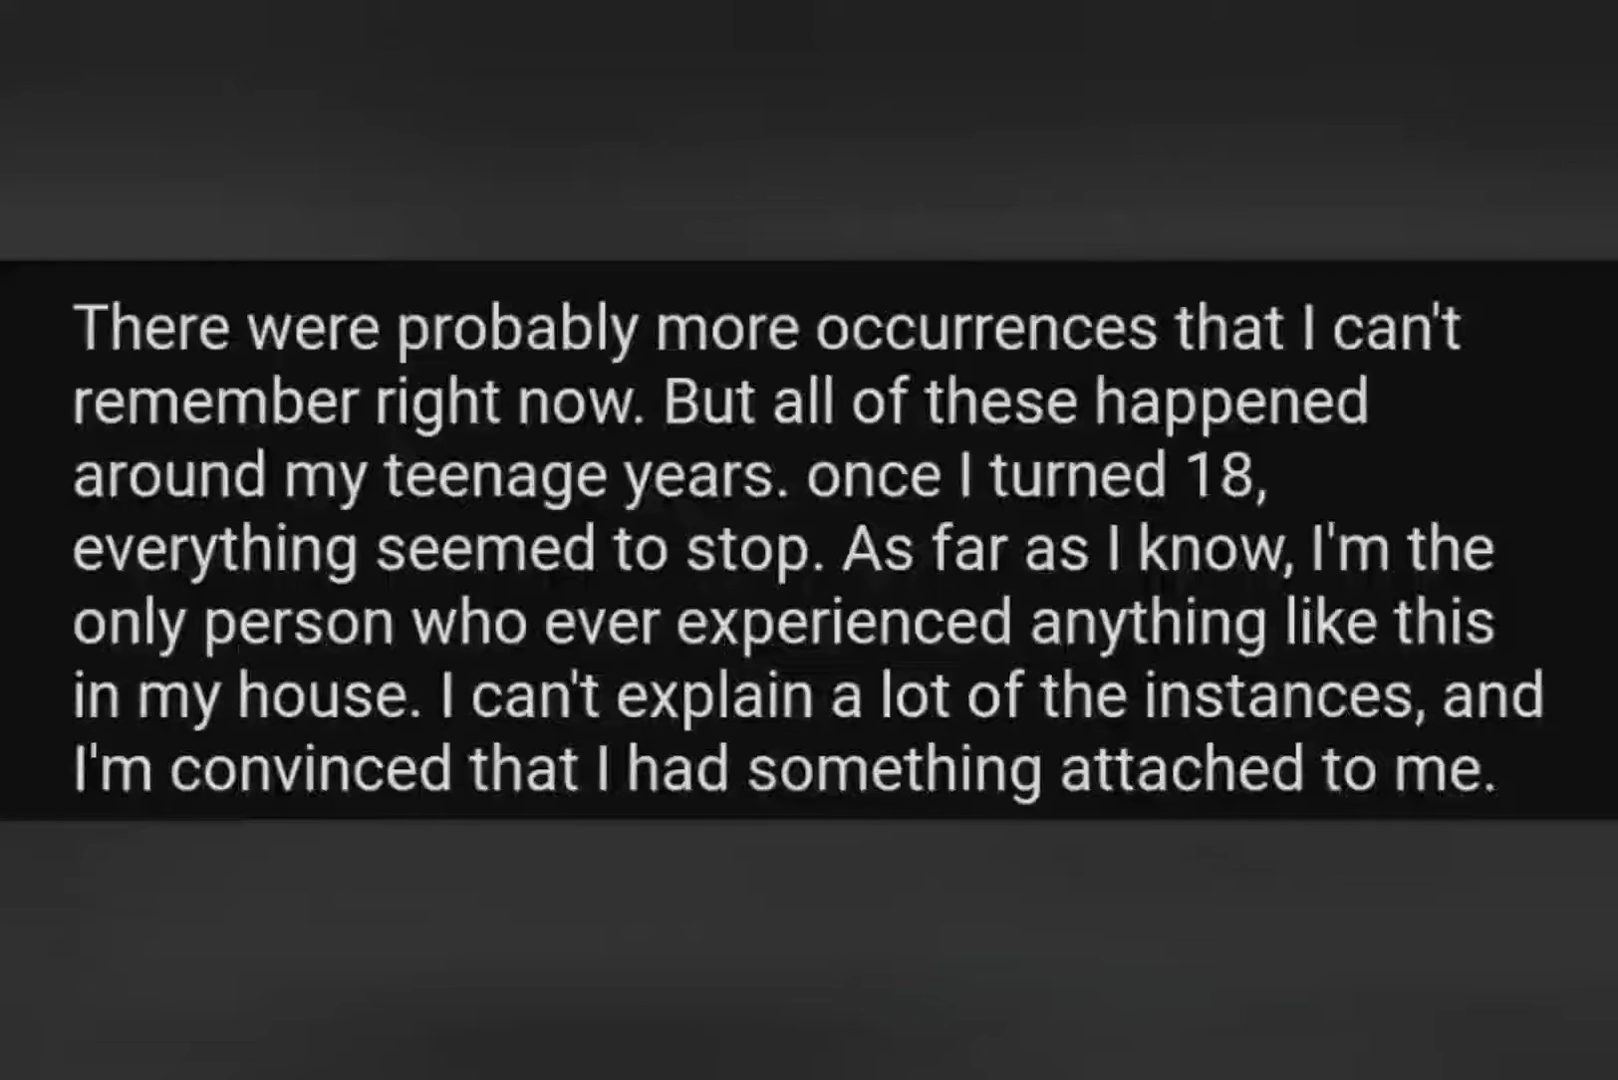 There were probably more occurrences that I can't
remember right now. But all of these happened
around my teenage years. once I turned 18,
everything seemed to stop. As far as I know, I'm the
only person who ever experienced anything like this
in my house. I can't explain a lot of the instances, and
I'm convinced that I had something attached to me.